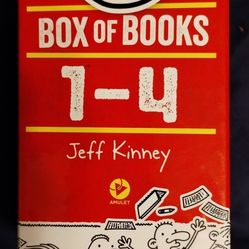 BOX OF BOOKS
1-4
Jeff Kinney
AMULET